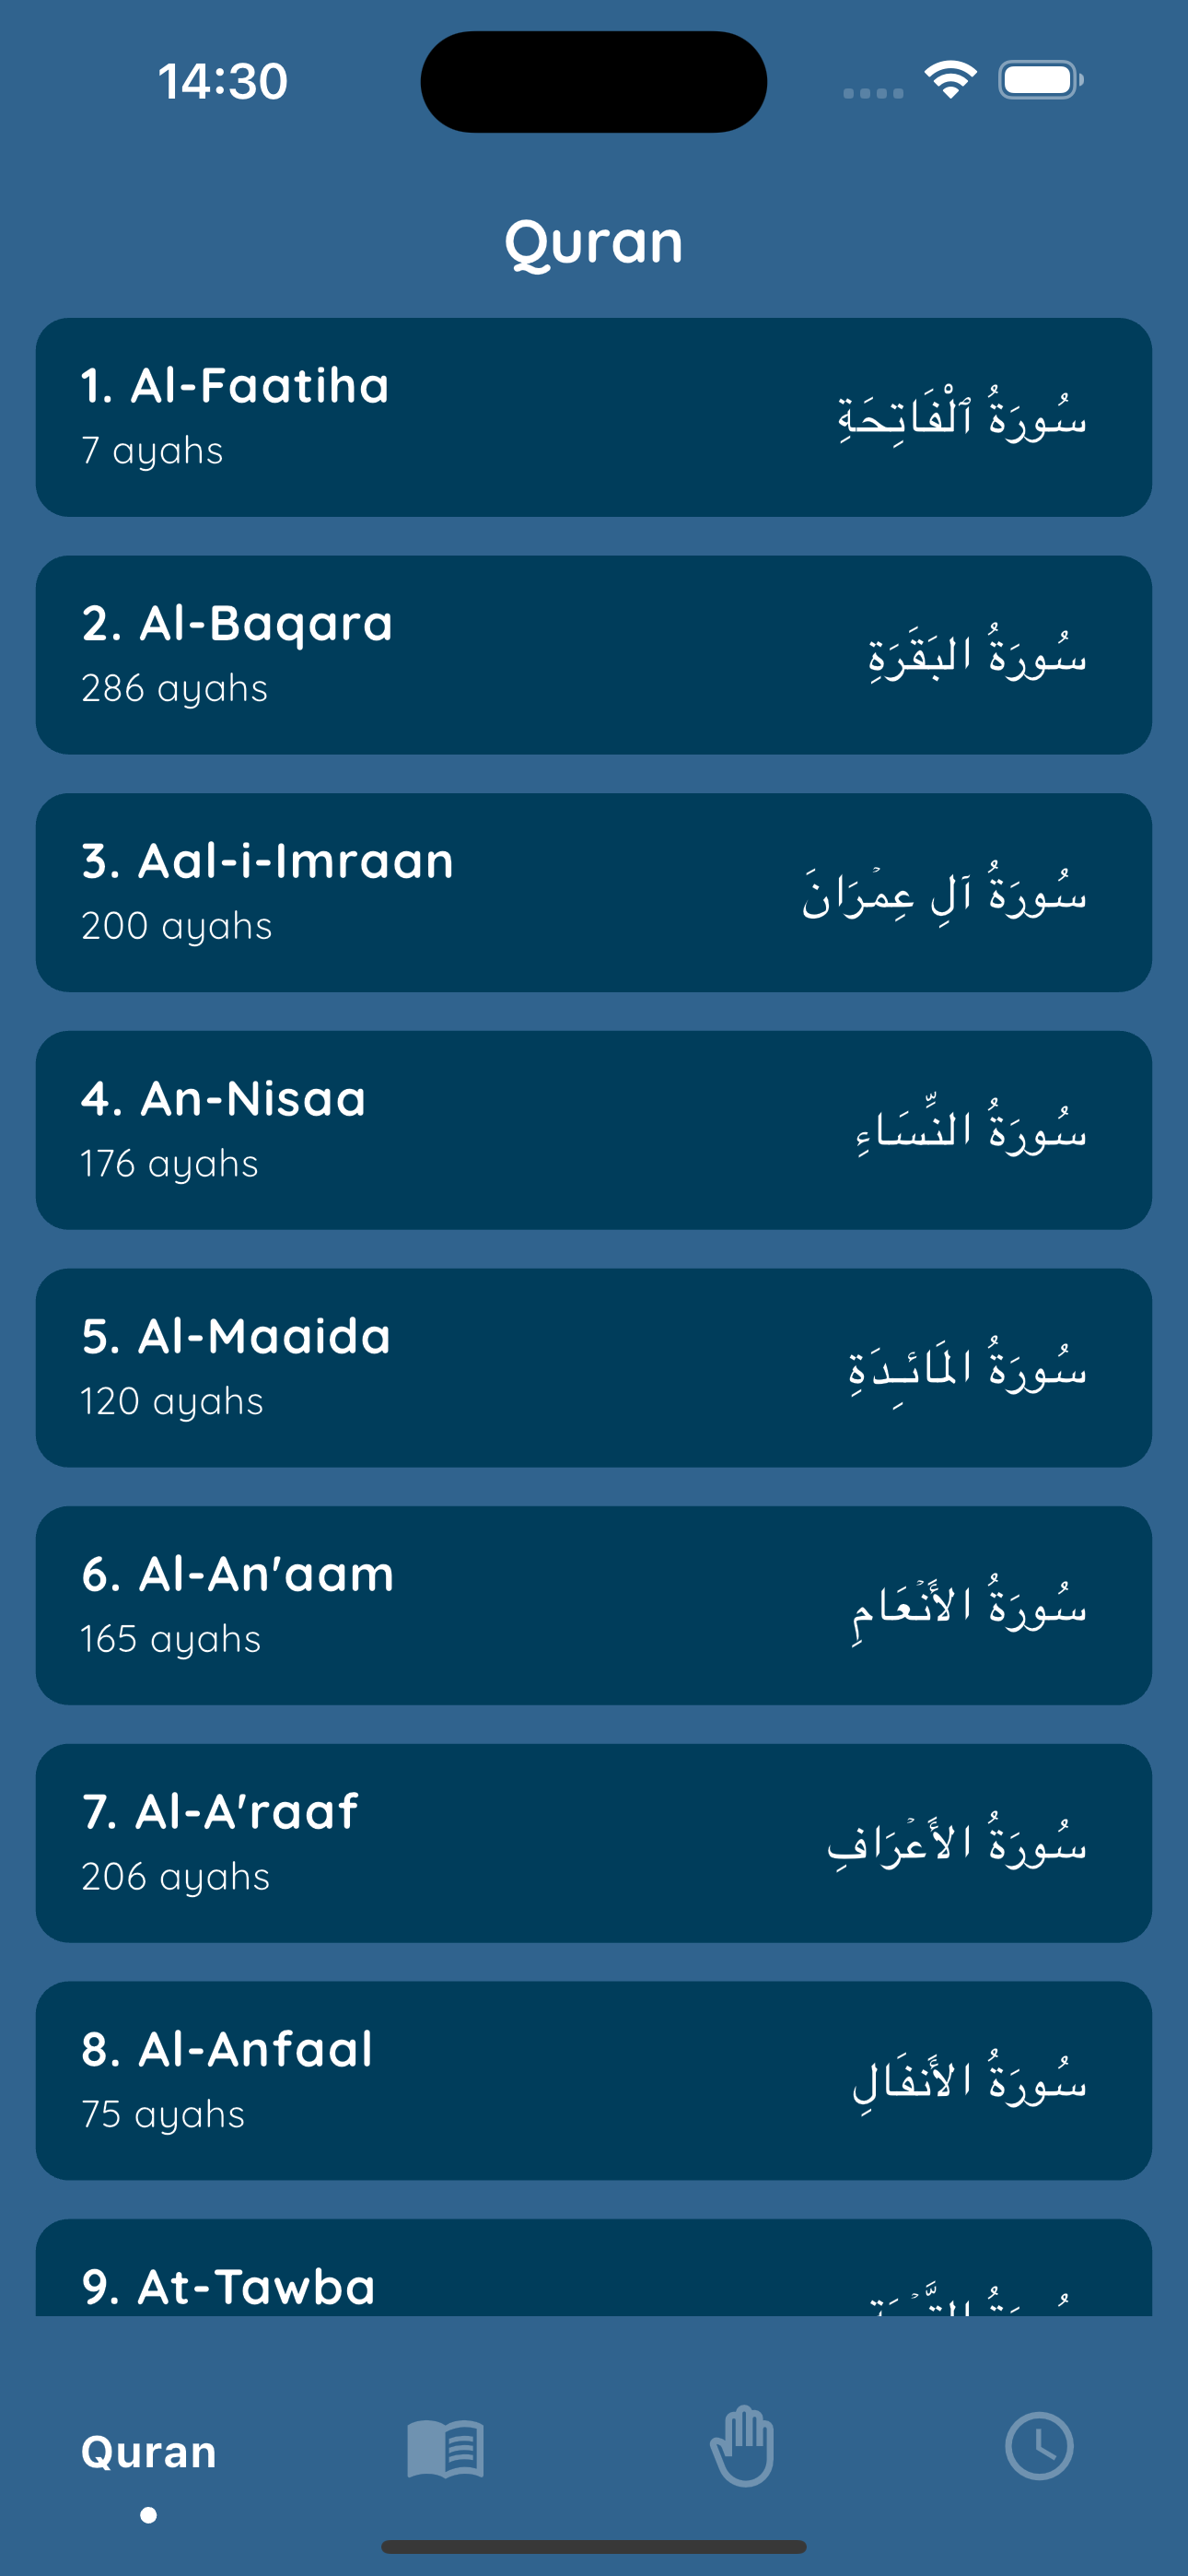 14:30
Quran
1. Al-Faatiha
7 ayahs
سُورَةُ ٱلْفَاتِحَةِ
2. Al-Baqara
286 ayahs
سُورَةُ البَقَرَةِ
3. Aal-i-Imraan
200 ayahs
سُورَةُ آلِ عِمۡرَانَ
4. An-Nisaa
176 ayahs
سُورَةُ النِّسَاءِ
5. Al-Maaida
120 ayahs
سُورَةُ المَائـِدَةِ
6. Al-An'aam
165 ayahs
سُورَةُ الأَنۡعَامِ
7. Al-A'raaf
206 ayahs
سُورَةُ الأَعۡرَافِ
8. Al-Anfaal
75 ayahs
سُورَةُ الأَنفَالِ
9. At-Tawba
Quran